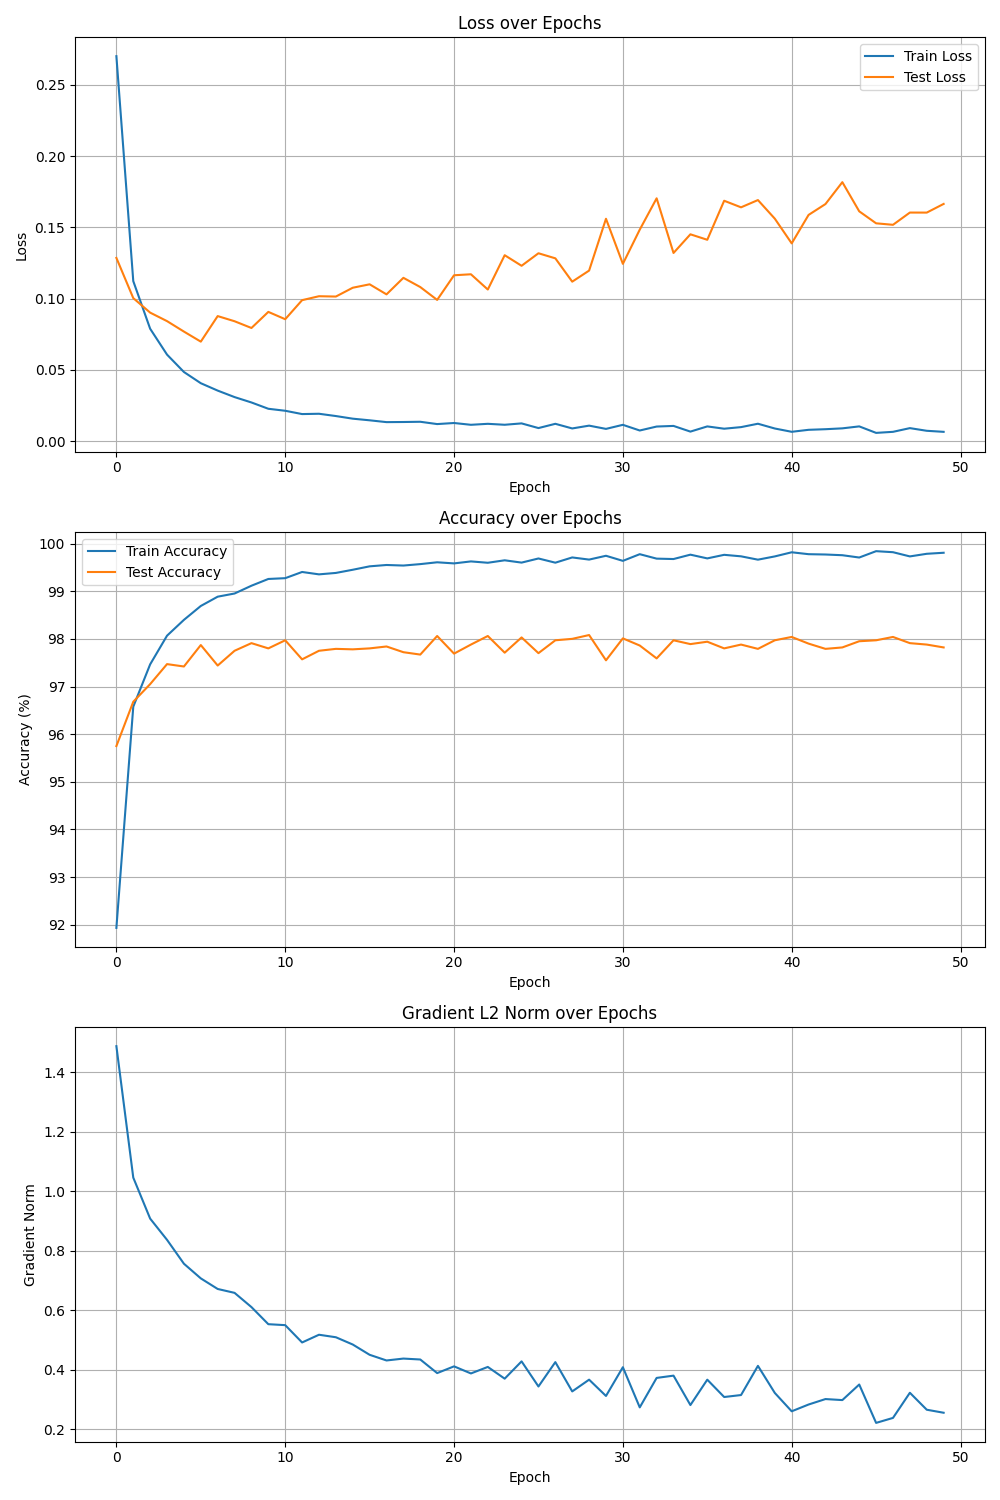 Loss over Epochs
Train Loss
Test Loss
0.25
0.20
0.15
0.10
0.05
0.00
Loss
0 10 20 30 40 50
Epoch
Accuracy over Epochs
Train Accuracy
Test Accuracy
100
99
98
97
96
95
94
93
92
Accuracy (%)
0 10 20 30 40 50
Epoch
Gradient L2 Norm over Epochs
1.4
1.2
1.0
0.8
0.6
0.4
0.2
Gradient Norm
0 10 20 30 40 50
Epoch